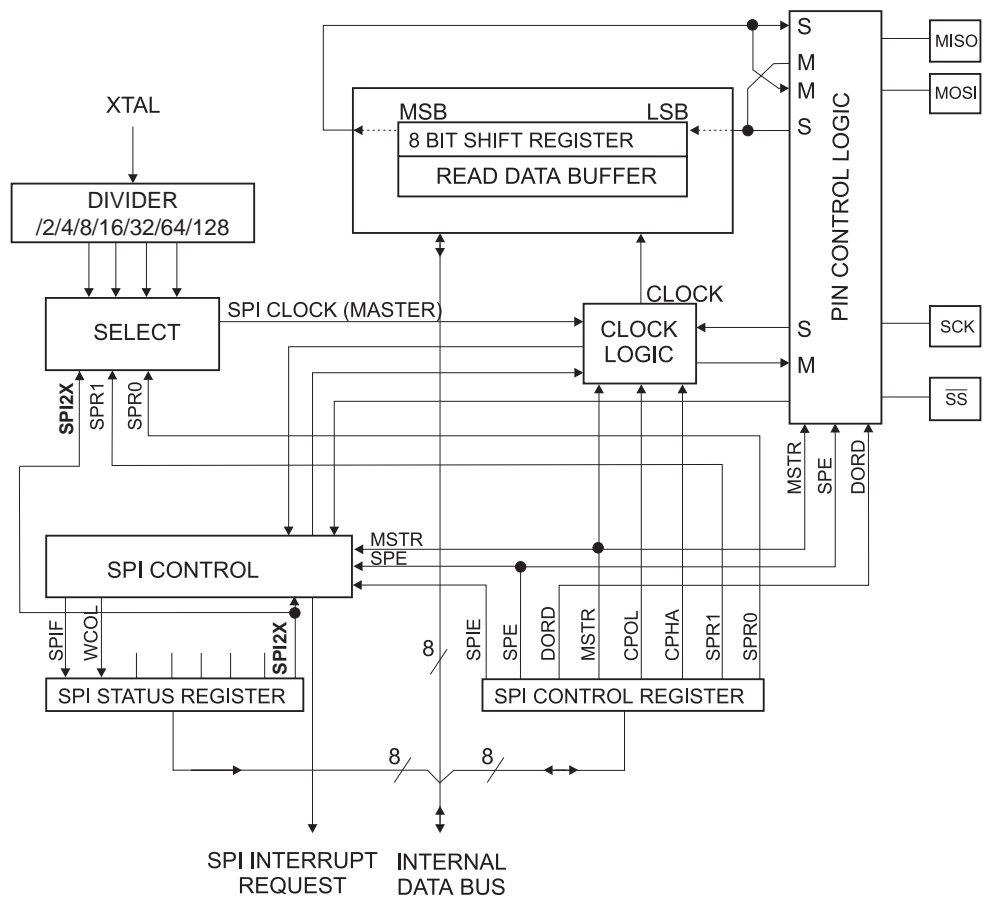 S
MISO
M
M
MOSI
XTAL
MSB
LSB
S
8 BIT SHIFT REGISTER
READ DATA BUFFER
PIN CONTROL LOGIC
DIVIDER
/2/4/8/16/32/64/128
SPI CLOCK (MASTER)
CLOCK
SELECT
CLOCK
LOGIC
S
SCK
M
SPI2X
SPR1
SPR0
SS
MSTR
SPE
DORD
MSTR
SPE
SPI CONTROL
SPIF
WCOL
SPI2X
8
SPIE
SPE
DORD
MSTR
CPOL
CPHA
SPR1
SPR0
SPI STATUS REGISTER
SPI CONTROL REGISTER
8
8
SPI INTERRUPT
REQUEST
INTERNAL
DATA BUS